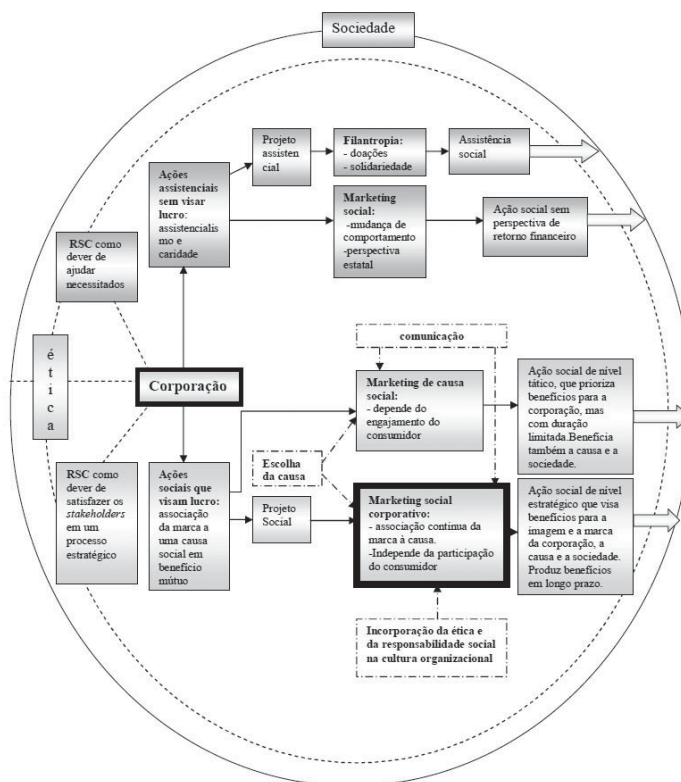 Sociedade
Projeto
assisten
cial
Filantropia:
- doações
- solidariedade
Assistência
social
Ações
assistenciais
sem visar
lucro:
assistenciali
smo e
caridade
Marketing
social:
-mudança de
comportamento
-perspectiva
estatal
Ação social sem
perspectiva de
retorno financeiro
RSC como
dever de
ajudar
necessitados
é
t
i
c
a
Corporação
comunicação
Marketing de causa
social:
- depende do
engajamento do
consumidor
Ação social de nível
tático, que prioriza
benefícios para a
corporação, mas
com duração
limitada.Benefícia
também a causa e a
sociedade.
Escolha
da causa
RSC como
dever de
satisfazer os
stakeholders
em um
processo
estratégico
Ações
sociais que
visam lucro:
associação
da marca a
uma causa
social em
benefício
mútuo
Projeto
Social
Marketing social
corporativo:
- associação continua da
marca à causa.
-Independe da participação
do consumidor
Ação social de nível
estratégico que visa
benefícios para a
imagem e a marca
da corporação, a
causa e a sociedade.
Produz benefícios
em longo prazo.
Incorporação da ética e
da responsabilidade social
na cultura organizacional